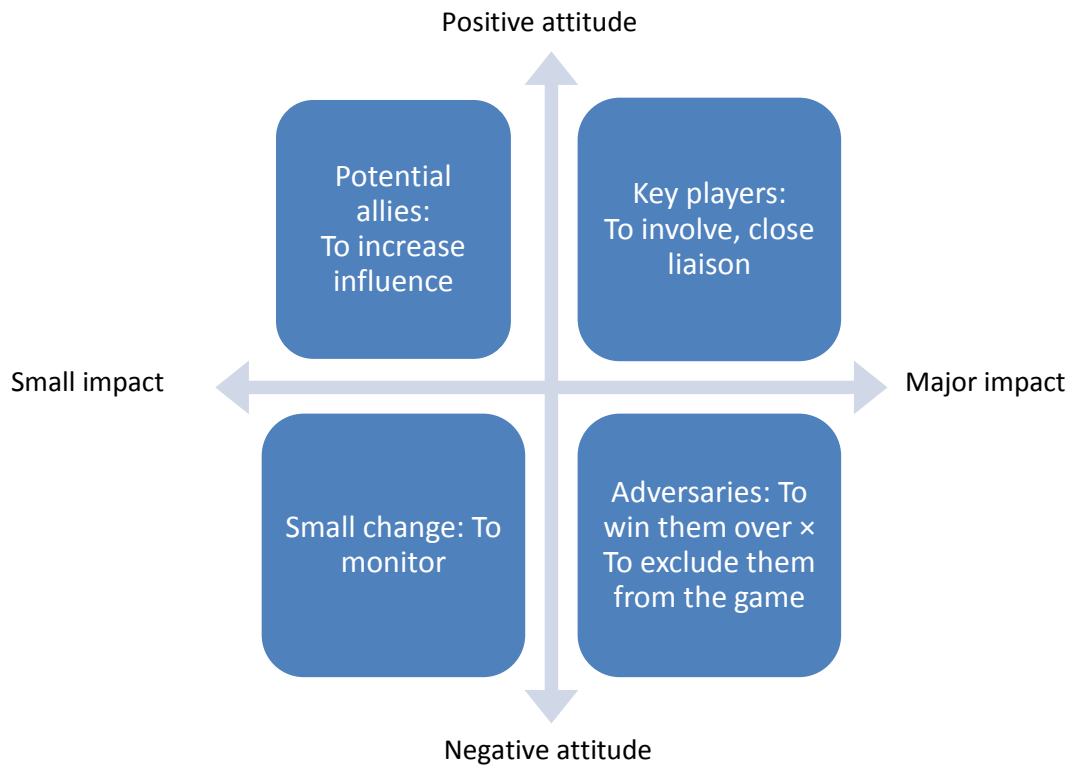 Positive attitude
Potential
allies:
To increase
influence
Key players:
To involve, close
liaison
Small impact
Major impact
Small change: To
monitor
Adversaries: To
win them over ×
To exclude them
from the game
Negative attitude